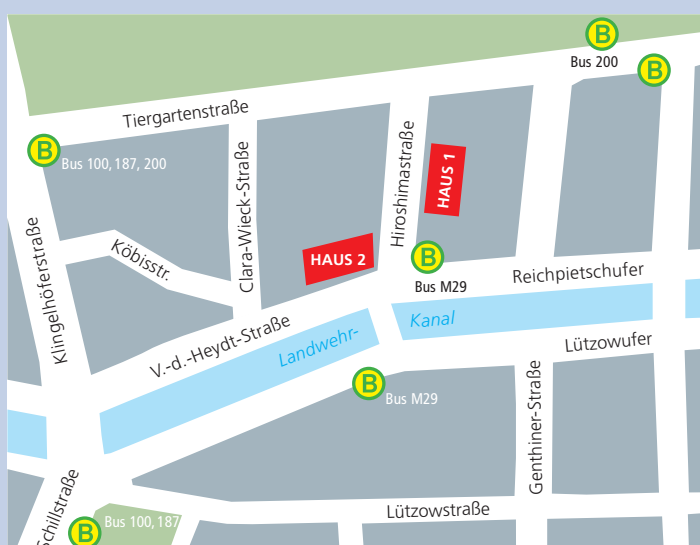 B
Bus 200
B
Tiergartenstraße
B
Bus 100, 187, 200
Hiroshimastraße
HAUS 1
Clara-Wieck-Straße
Köbisstr.
Klingelhöferstraße
HAUS 2
B
Bus M29
Reichpietschufer
V.-d.-Heydt-Straße
Landwehr-
Kanal
Lützowufer
B
Bus M29
Genthiner-Straße
Lützowstraße
Schillstraße
B
Bus 100, 187